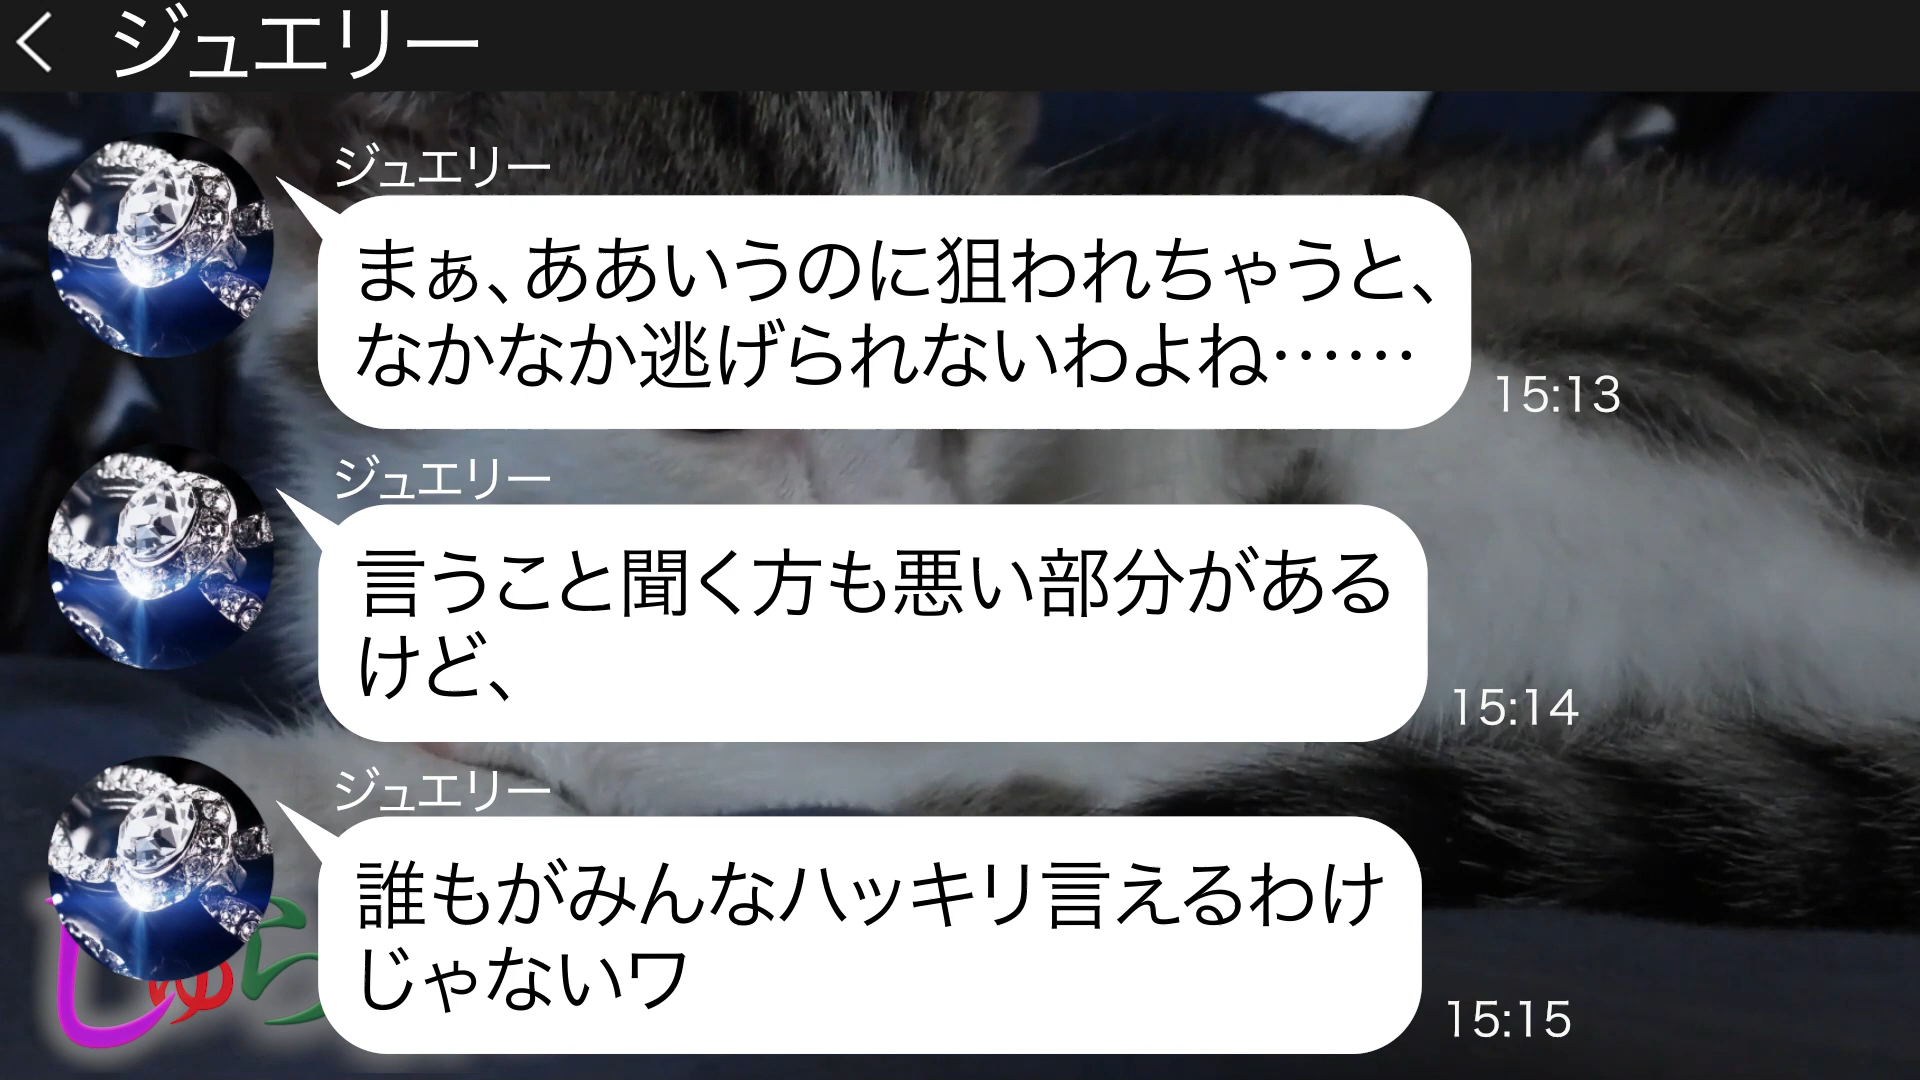 ジュエリー
ジュエリー
まぁ、ああいうのに狙われちゃうと、
なかなか逃げられないわよね……
15:13
ジュエリー
言うこと聞く方も悪い部分がある
けど、
15:14
ジュエリー
誰もがみんなハッキリ言えるわけ
じゃないワ
15:15
しゅら